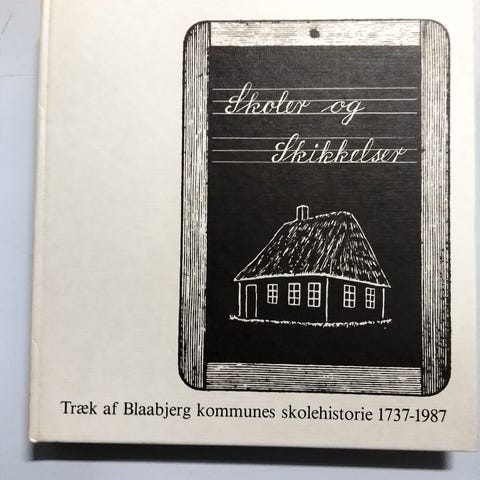 Skoler og
Skikkelser
Træk af Blaabjerg kommunes skolehistorie 1737-1987